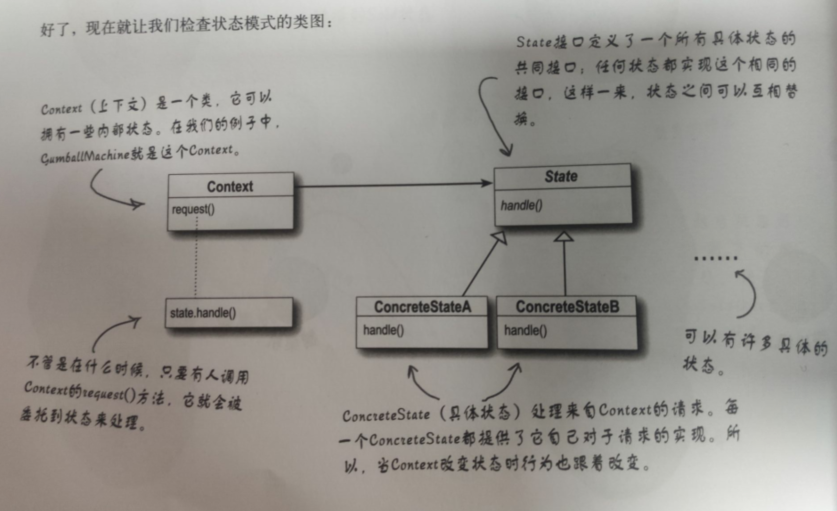 好了，现在就让我们检查状态模式的类图：
State接口定义了一个所有具体状态的
共同接口；任何状态都实现这个相同的
接口，这样一来，状态之间可以互相替
换。
Context（上下文）是一个类，它可以
拥有一些内部状态。在我们的例子中，
GumballMachine就是这个Context。
Context
request()
State
handle()
state.handle()
ConcreteStateA
handle()
ConcreteStateB
handle()
......
可以有许多具体的
状态。
不管是在什么时候，只要有人调用
Context的request()方法，它就会被
委托到状态来处理。
ConcreteState（具体状态）处理来自Context的请求。每
一个ConcreteState都提供了它自己对于请求的实现。所
以，当Context改变状态时行为也跟着改变。